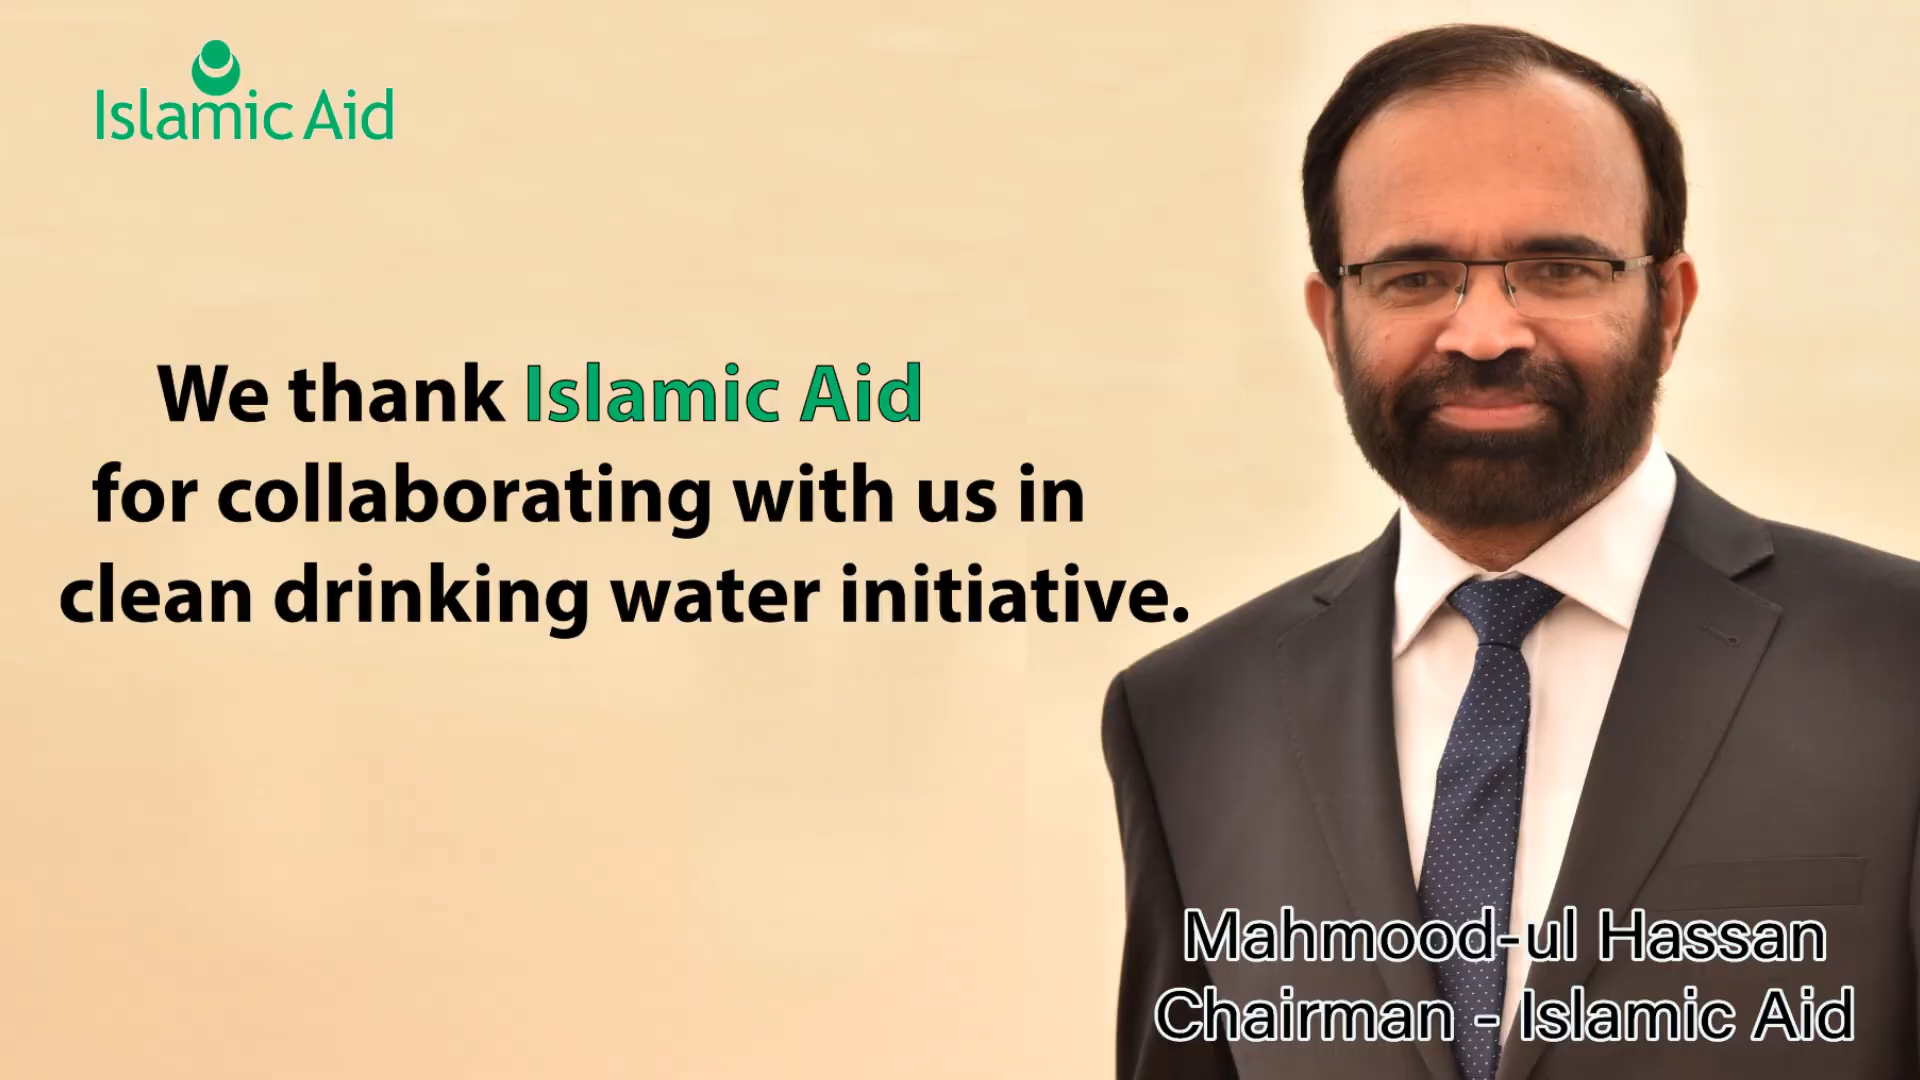 Islamic Aid
We thank Islamic Aid
for collaborating with us in
clean drinking water initiative.
Mahmood-ul Hassan
Chairman - Islamic Aid